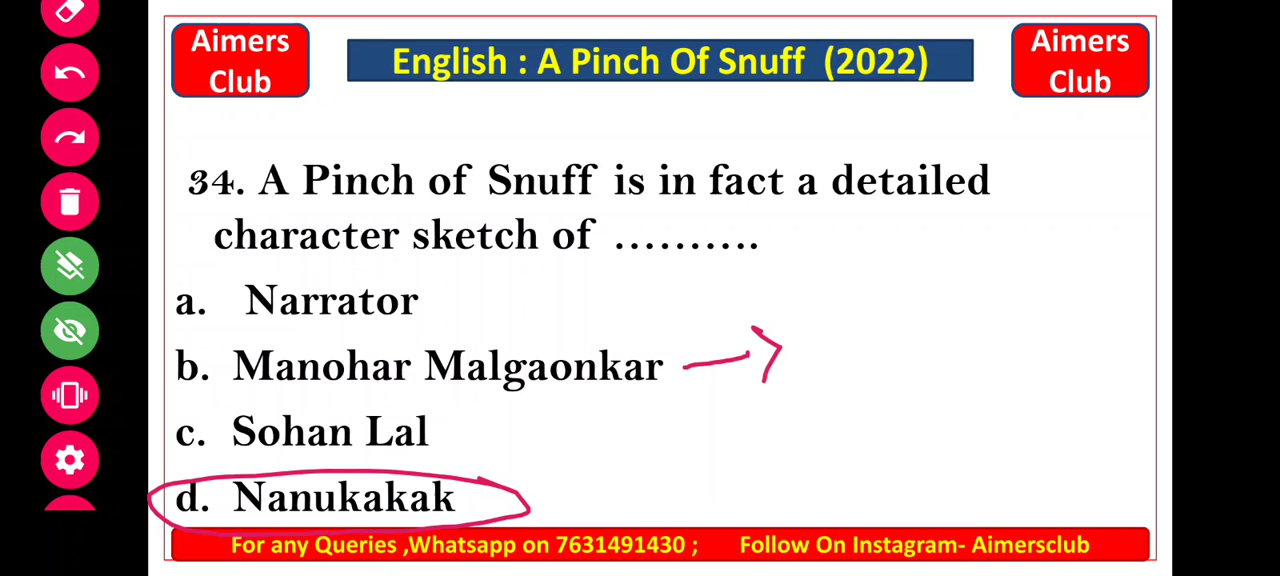 Aimers
Club
English : A Pinch Of Snuff (2022)
Aimers
Club
34. A Pinch of Snuff is in fact a detailed
character sketch of ..........
a. Narrator
b. Manohar Malgaonkar
c. Sohan Lal
d. Nanukakak
For any Queries ,Whatsapp on 7631491430 ; Follow On Instagram- Aimersclub